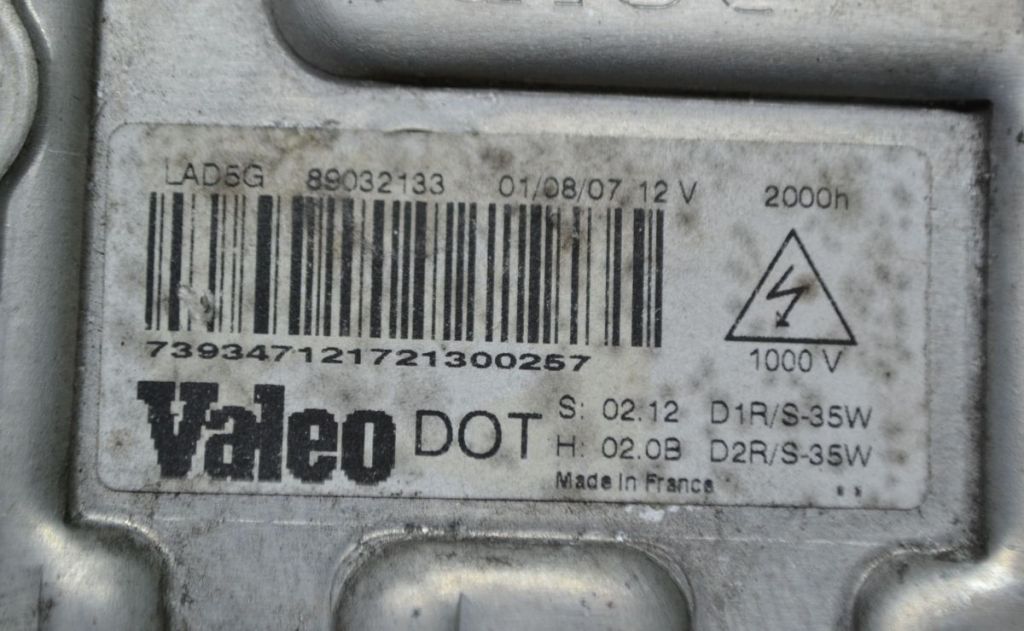 LAD5G 89032133 01/08/07 12 V 2000h
739347121721300257
1000 V
Valeo DOT S: 02.12 D1R/S-35W
H: 02.0B D2R/S-35W
Made in France